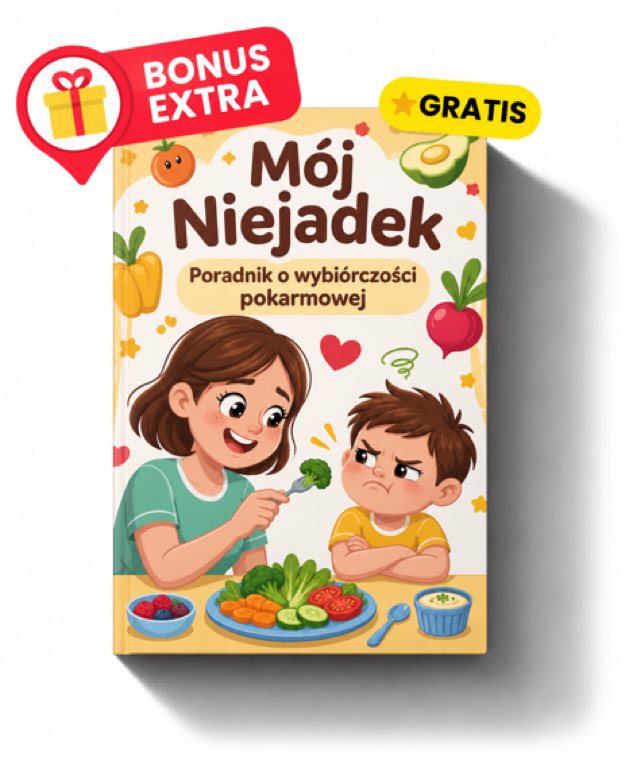 BONUS
EXTRA
GRATIS
Mój
Niejadek
Poradnik o wybiórczości
pokarmowej